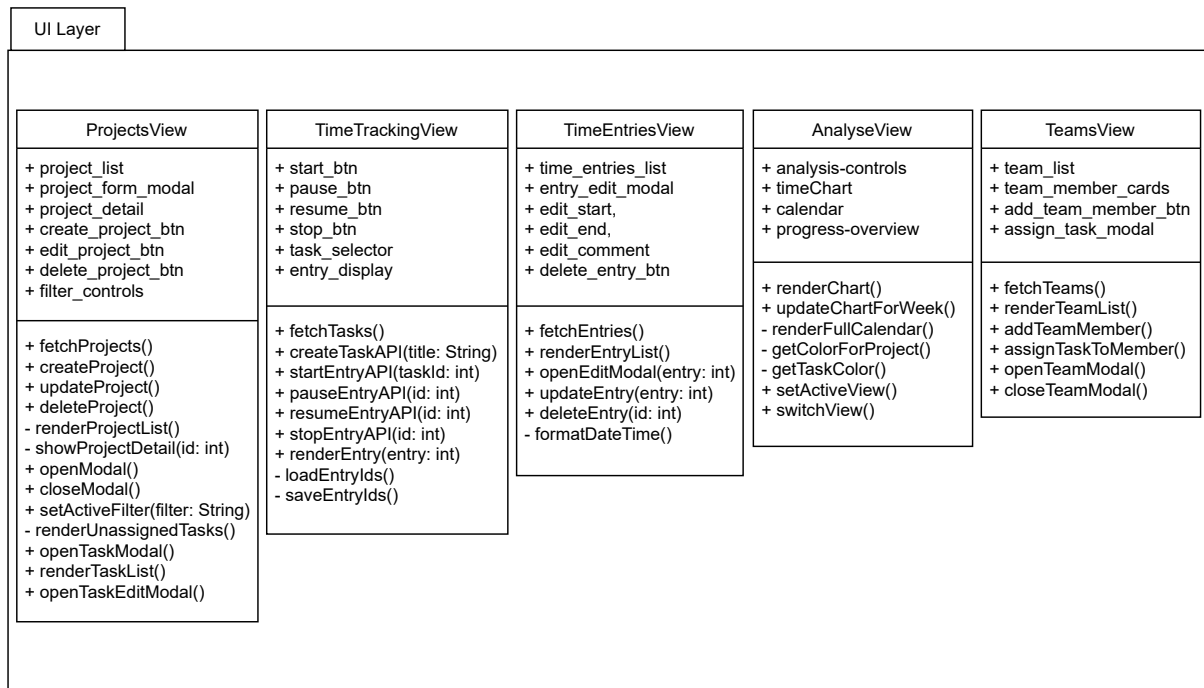 UI Layer
ProjectsView
+ project_list
+ project_form_modal
+ project_detail
+ create_project_btn
+ edit_project_btn
+ delete_project_btn
+ filter_controls
+ fetchProjects()
+ createProject()
+ updateProject()
+ deleteProject()
- renderProjectList()
- showProjectDetail(id: int)
+ openModal()
+ closeModal()
+ setActiveFilter(filter: String)
- renderUnassignedTasks()
+ openTaskModal()
+ renderTaskList()
+ openTaskEditModal()
TimeTrackingView
+ start_btn
+ pause_btn
+ resume_btn
+ stop_btn
+ task_selector
+ entry_display
+ fetchTasks()
+ createTaskAPI(title: String)
+ startEntryAPI(taskId: int)
+ pauseEntryAPI(id: int)
+ resumeEntryAPI(id: int)
+ stopEntryAPI(id: int)
+ renderEntry(entry: int)
- loadEntryIds()
- saveEntryIds()
TimeEntriesView
+ time_entries_list
+ entry_edit_modal
+ edit_start,
+ edit_end,
+ edit_comment
+ delete_entry_btn
+ fetchEntries()
+ renderEntryList()
+ openEditModal(entry: int)
+ updateEntry(entry: int)
+ deleteEntry(id: int)
- formatDateTime()
AnalyseView
+ analysis-controls
+ timeChart
+ calendar
+ progress-overview
+ renderChart()
+ updateChartForWeek()
- renderFullCalendar()
- getColorForProject()
- getTaskColor()
+ setActiveView()
+ switchView()
TeamsView
+ team_list
+ team_member_cards
+ add_team_member_btn
+ assign_task_modal
+ fetchTeams()
+ renderTeamList()
+ addTeamMember()
+ assignTaskToMember()
+ openTeamModal()
+ closeTeamModal()